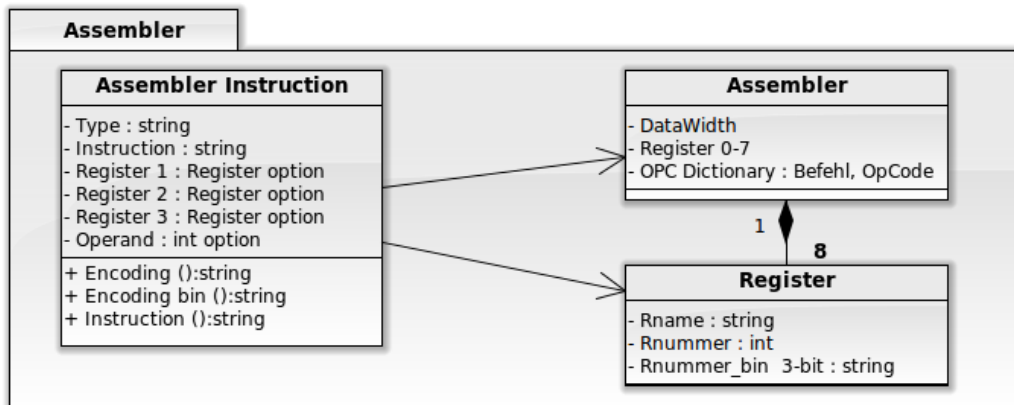 Assembler
Assembler Instruction
- Type : string
- Instruction : string
- Register 1 : Register option
- Register 2 : Register option
- Register 3 : Register option
- Operand : int option
+ Encoding ():string
+ Encoding bin ():string
+ Instruction ():string
Assembler
- DataWidth
- Register 0-7
- OPC Dictionary : Befehl, OpCode
1
8
Register
- Rname : string
- Rnummer : int
- Rnummer_bin  3-bit : string